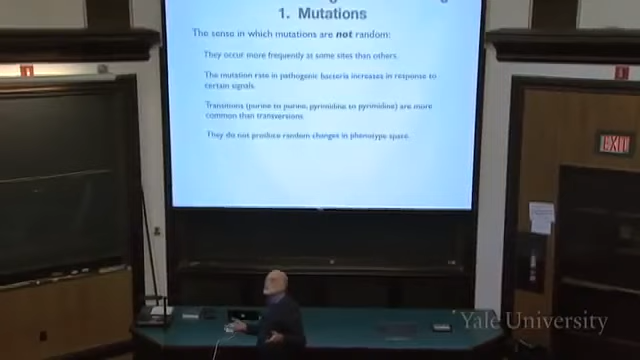 1. Mutations
The sense in which mutations are not random:
They occur more frequently at some sites than others.
The mutation rate in pathogenic bacteria increases in response to
certain signals.
Transitions (purine to purine, pyrimidine to pyrimidine) are more
common than transversions.
They do not produce random changes in phenotype space.
EXIT
Yale University